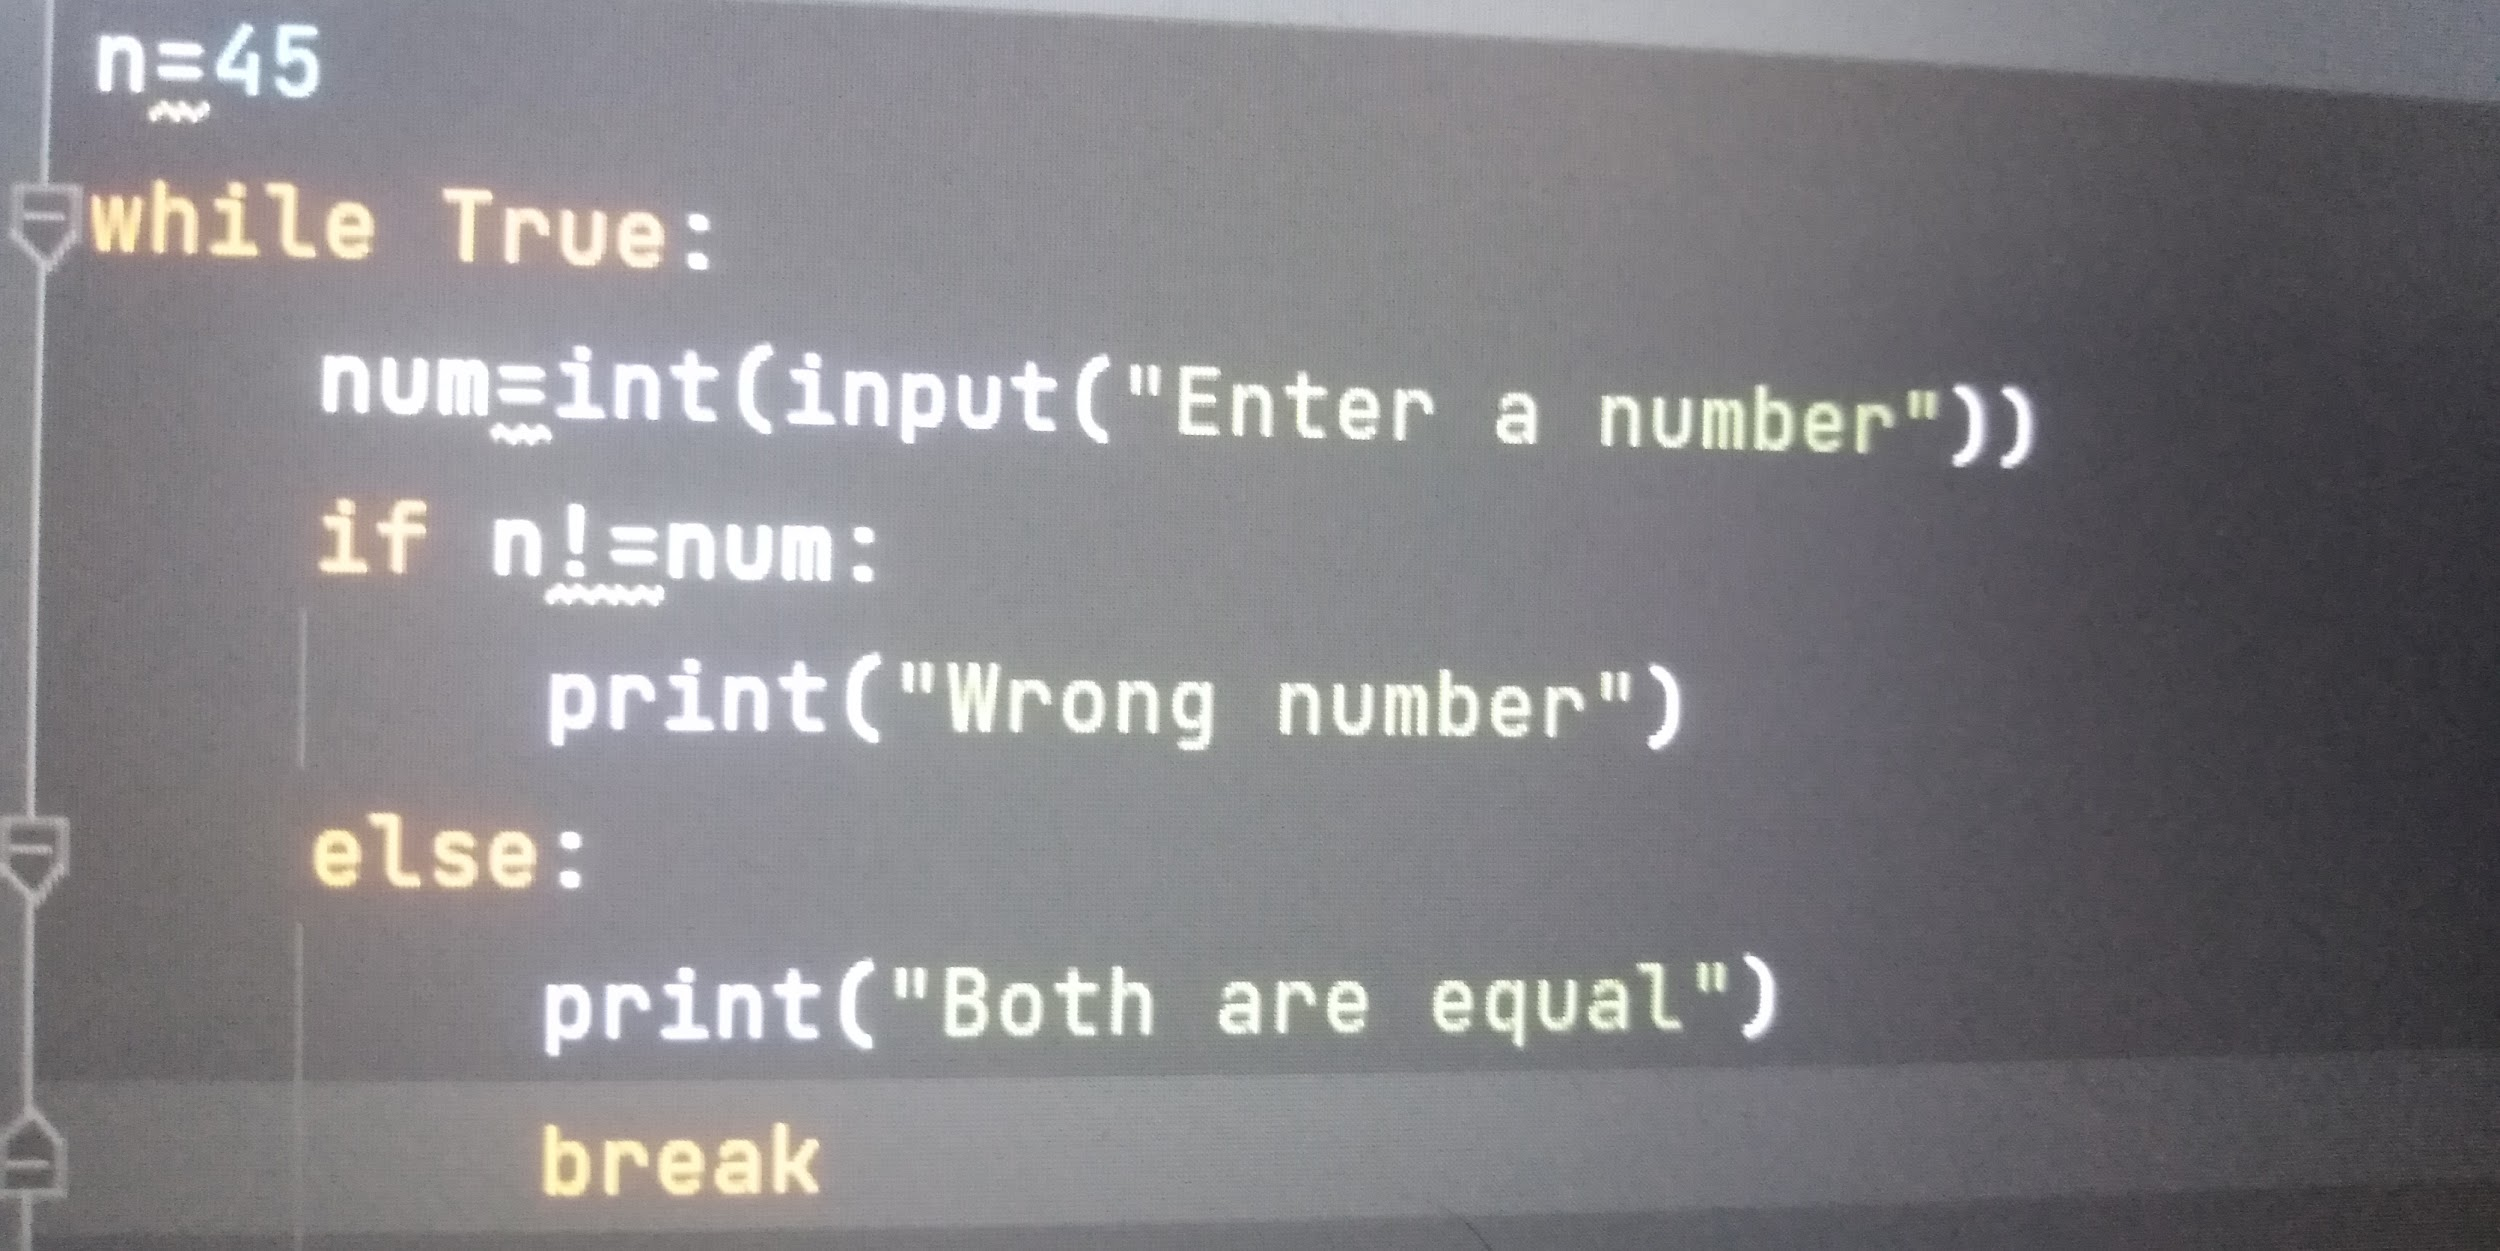 n=45
while True:
    num=int(input("Enter a number"))
    if n!=num:
        print("Wrong number")
    else:
        print("Both are equal")
        break